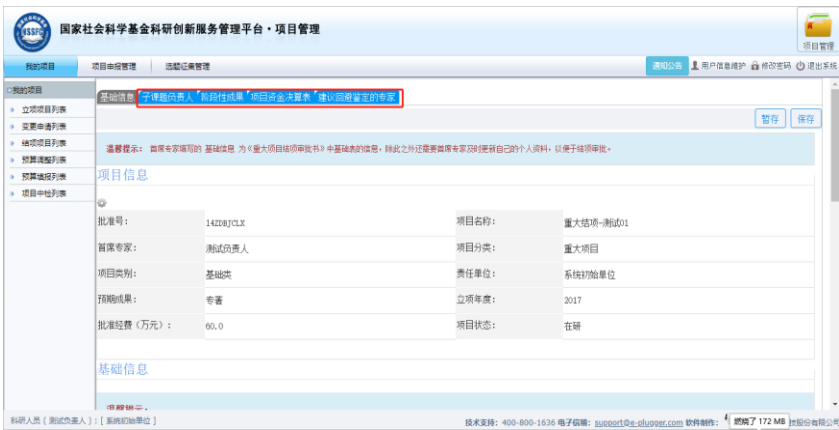 NSSFC
国家社会科学基金科研创新服务管理平台·项目管理
项目管理
我的项目 项目申报管理 选题征集管理 通知公告 用户信息维护 修改密码 退出系统
我的项目
立项项目列表
变更申请列表
结项项目列表
预算调整列表
预算填报列表
项目中检列表
基础信息 子课题负责人 阶段性成果 项目资金决算表 建议回避鉴定的专家
暂存 保存
温馨提示: 首席专家填写的 基础信息 为《重大项目结项审批书》中基础表的信息,除此之外还需要首席专家及时更新自己的个人资料,以便于结项审批。
项目信息
批准号: 14ZDBJCLX 项目名称: 重大结项-测试01
首席专家: 测试负责人 项目分类: 重大项目
项目类别: 基础类 责任单位: 系统初始单位
预期成果: 专著 立项年度: 2017
批准经费(万元): 60.0 项目状态: 在研
基础信息
温馨提示:
科研人员 ( 测试负责人 ) : [ 系统初始单位 ] 技术支持: 400-800-1636 电子信箱: support@e-plugger.com 软件制作: 燃烧了 172 MB 技股份有限公司